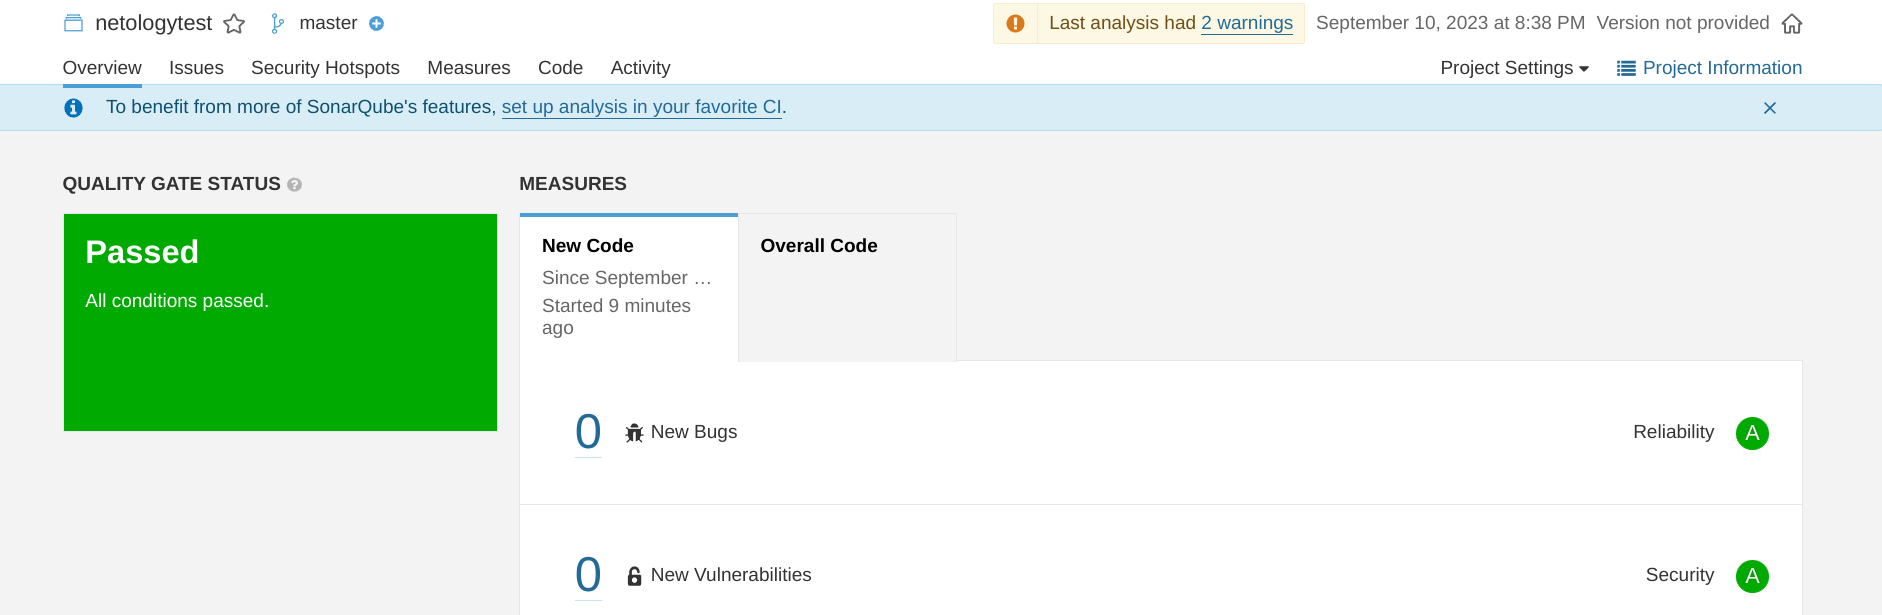 netologytest master Last analysis had 2 warnings September 10, 2023 at 8:38 PM Version not provided
Overview Issues Security Hotspots Measures Code Activity Project Settings Project Information
To benefit from more of SonarQube's features, set up analysis in your favorite CI.
QUALITY GATE STATUS ?
Passed
All conditions passed.
MEASURES
New Code
Since September …
Started 9 minutes
ago
Overall Code
0 New Bugs Reliability A
0 New Vulnerabilities Security A